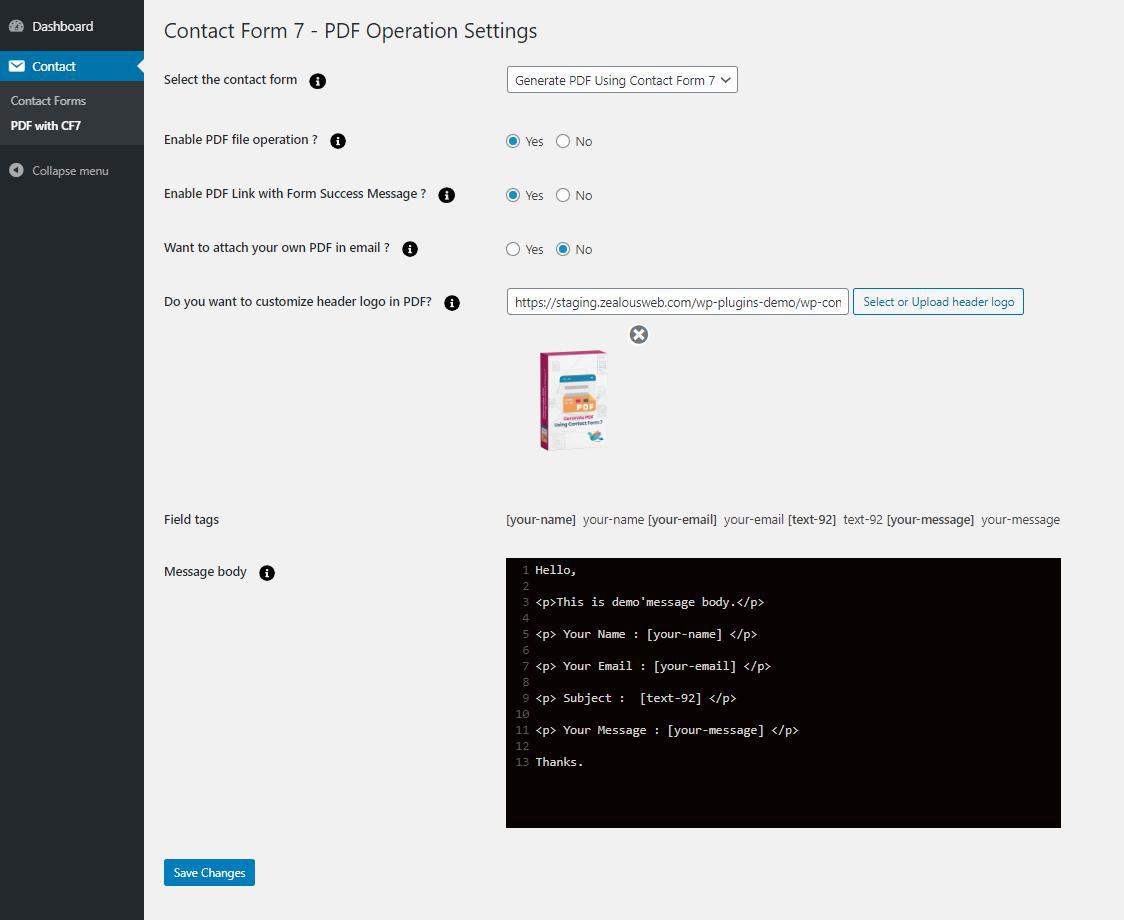 Dashboard
Contact
Contact Forms
PDF with CF7
Collapse menu
Contact Form 7 - PDF Operation Settings
Select the contact form
Generate PDF Using Contact Form 7
Enable PDF file operation ?
Yes No
Enable PDF Link with Form Success Message ?
Yes No
Want to attach your own PDF in email ?
Yes No
Do you want to customize header logo in PDF?
https://staging.zealousweb.com/wp-plugins-demo/wp-con
Select or Upload header logo
PDF
Generate PDF
Using Contact Form 7
Field tags
[your-name] your-name [your-email] your-email [text-92] text-92 [your-message] your-message
Message body
1 Hello,
2
3 <p>This is demo'message body.</p>
4
5 <p> Your Name : [your-name] </p>
6
7 <p> Your Email : [your-email] </p>
8
9 <p> Subject :  [text-92] </p>
10
11 <p> Your Message : [your-message] </p>
12
13 Thanks.
Save Changes